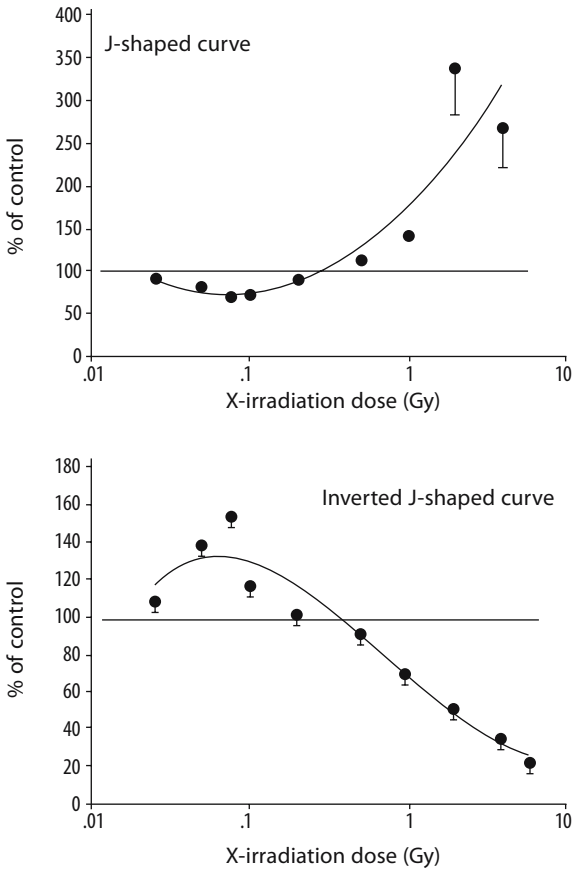 400
J-shaped curve
350
300
250
200
150
100
50
0
% of control
.01 .1 1 10
X-irradiation dose (Gy)
180
Inverted J-shaped curve
160
140
120
100
80
60
40
20
0
% of control
.01 .1 1 10
X-irradiation dose (Gy)